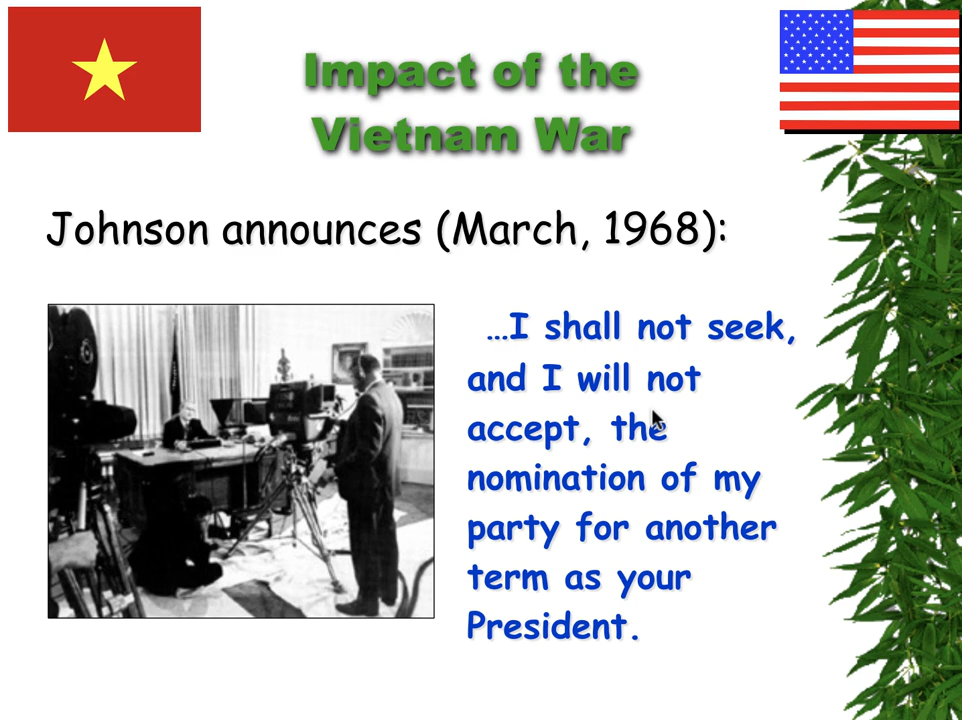 Impact of the
Vietnam War
Johnson announces (March, 1968):
…I shall not seek,
and I will not
accept, the
nomination of my
party for another
term as your
President.